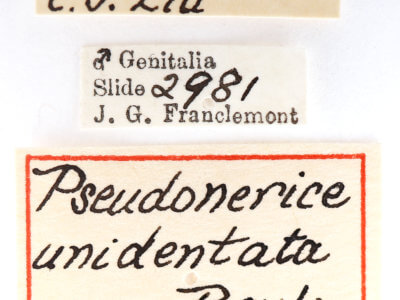 ♂ Genitalia
Slide 2981
J. G. Franclemont
Pseudonerice
unidentata